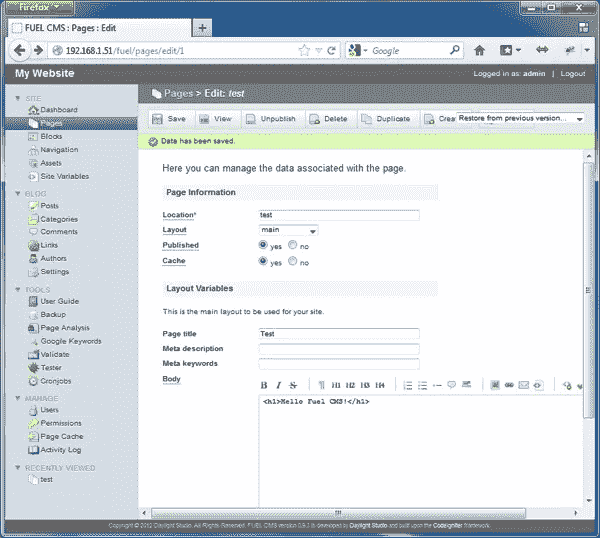 Firefox
FUEL CMS : Pages : Edit
192.168.1.51/fuel/pages/edit/1
Google
My Website
Logged in as: admin | Logout
SITE
Dashboard
Pages
Blocks
Navigation
Assets
Site Variables
BLOG
Posts
Categories
Comments
Links
Authors
Settings
TOOLS
User Guide
Backup
Page Analysis
Google Keywords
Validate
Tester
Cronjobs
MANAGE
Users
Permissions
Page Cache
Activity Log
RECENTLY VIEWED
test
Pages > Edit: test
Save View Unpublish Delete Duplicate Crea Restore from previous version...
Data has been saved.
Here you can manage the data associated with the page.
Page Information
Location* test
Layout main
Published yes no
Cache yes no
Layout Variables
This is the main layout to be used for your site.
Page title Test
Meta description
Meta keywords
Body B I S ¶ H1 H2 H3 H4
<h1>Hello Fuel CMS!</h1>
Copyright © 2012 Daylight Studio. All Rights Reserved. FUEL CMS version 0.9.3 is developed by Daylight Studio and built upon the CodeIgniter framework.